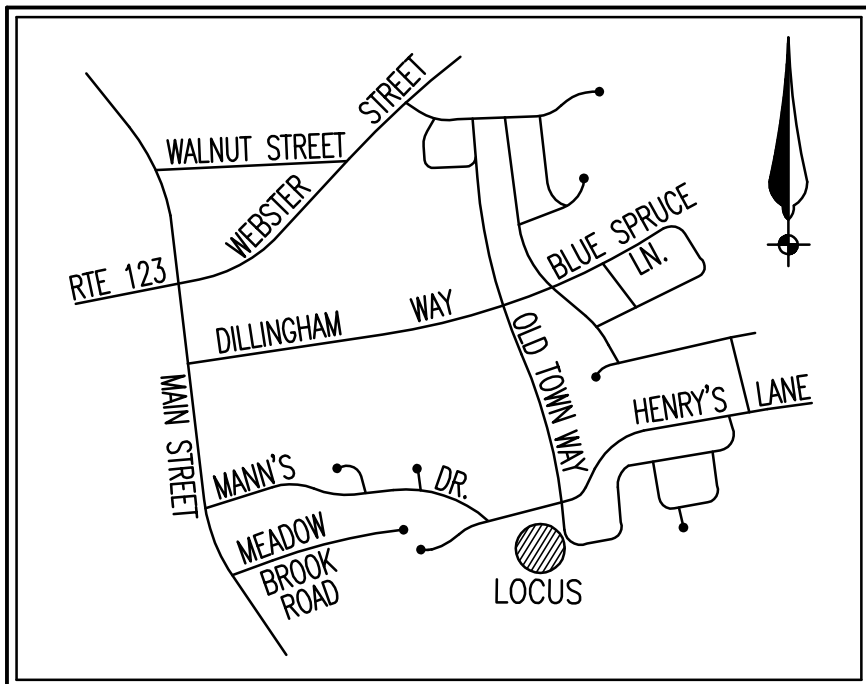 WEBSTER STREET
WALNUT STREET
RTE 123
BLUE SPRUCE
LN.
DILLINGHAM WAY
OLD TOWN WAY
MAIN STREET
HENRY'S LANE
MANN'S DR.
MEADOW
BROOK
ROAD
LOCUS